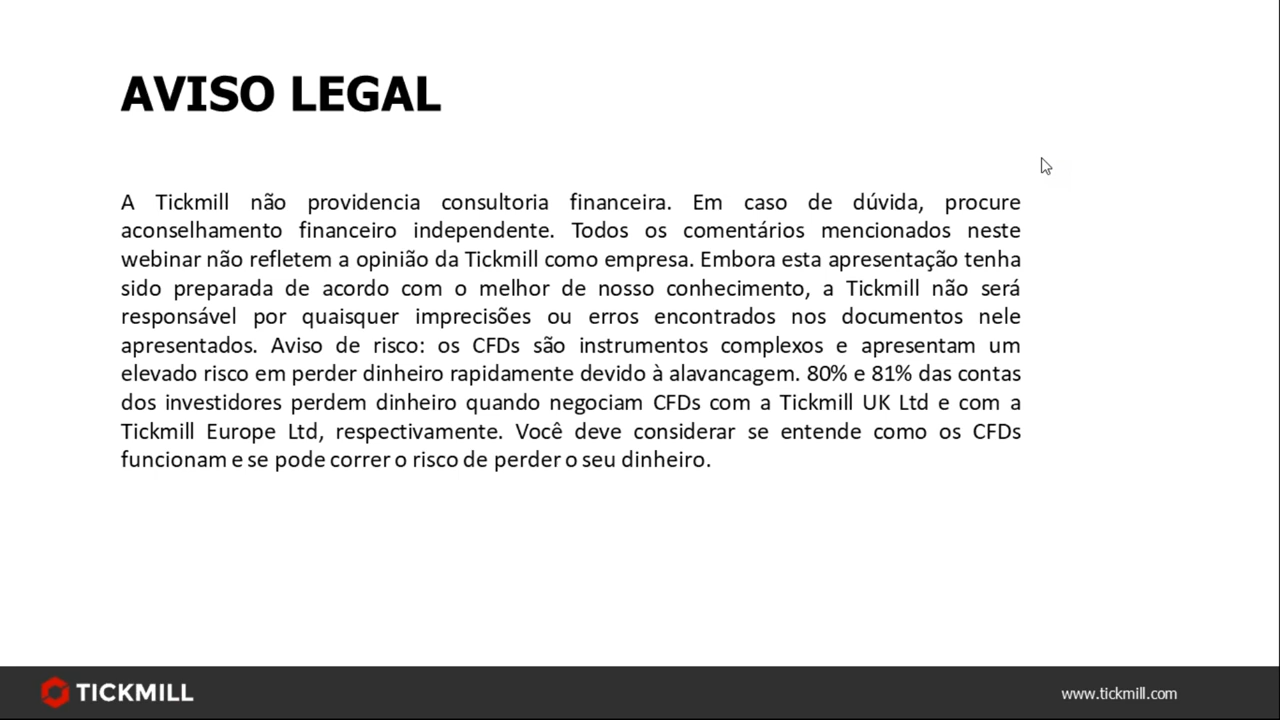 AVISO LEGAL
A Tickmill não providencia consultoria financeira. Em caso de dúvida, procure
aconselhamento financeiro independente. Todos os comentários mencionados neste
webinar não refletem a opinião da Tickmill como empresa. Embora esta apresentação tenha
sido preparada de acordo com o melhor de nosso conhecimento, a Tickmill não será
responsável por quaisquer imprecisões ou erros encontrados nos documentos nele
apresentados. Aviso de risco: os CFDs são instrumentos complexos e apresentam um
elevado risco em perder dinheiro rapidamente devido à alavancagem. 80% e 81% das contas
dos investidores perdem dinheiro quando negociam CFDs com a Tickmill UK Ltd e com a
Tickmill Europe Ltd, respectivamente. Você deve considerar se entende como os CFDs
funcionam e se pode correr o risco de perder o seu dinheiro.
TICKMILL
www.tickmill.com